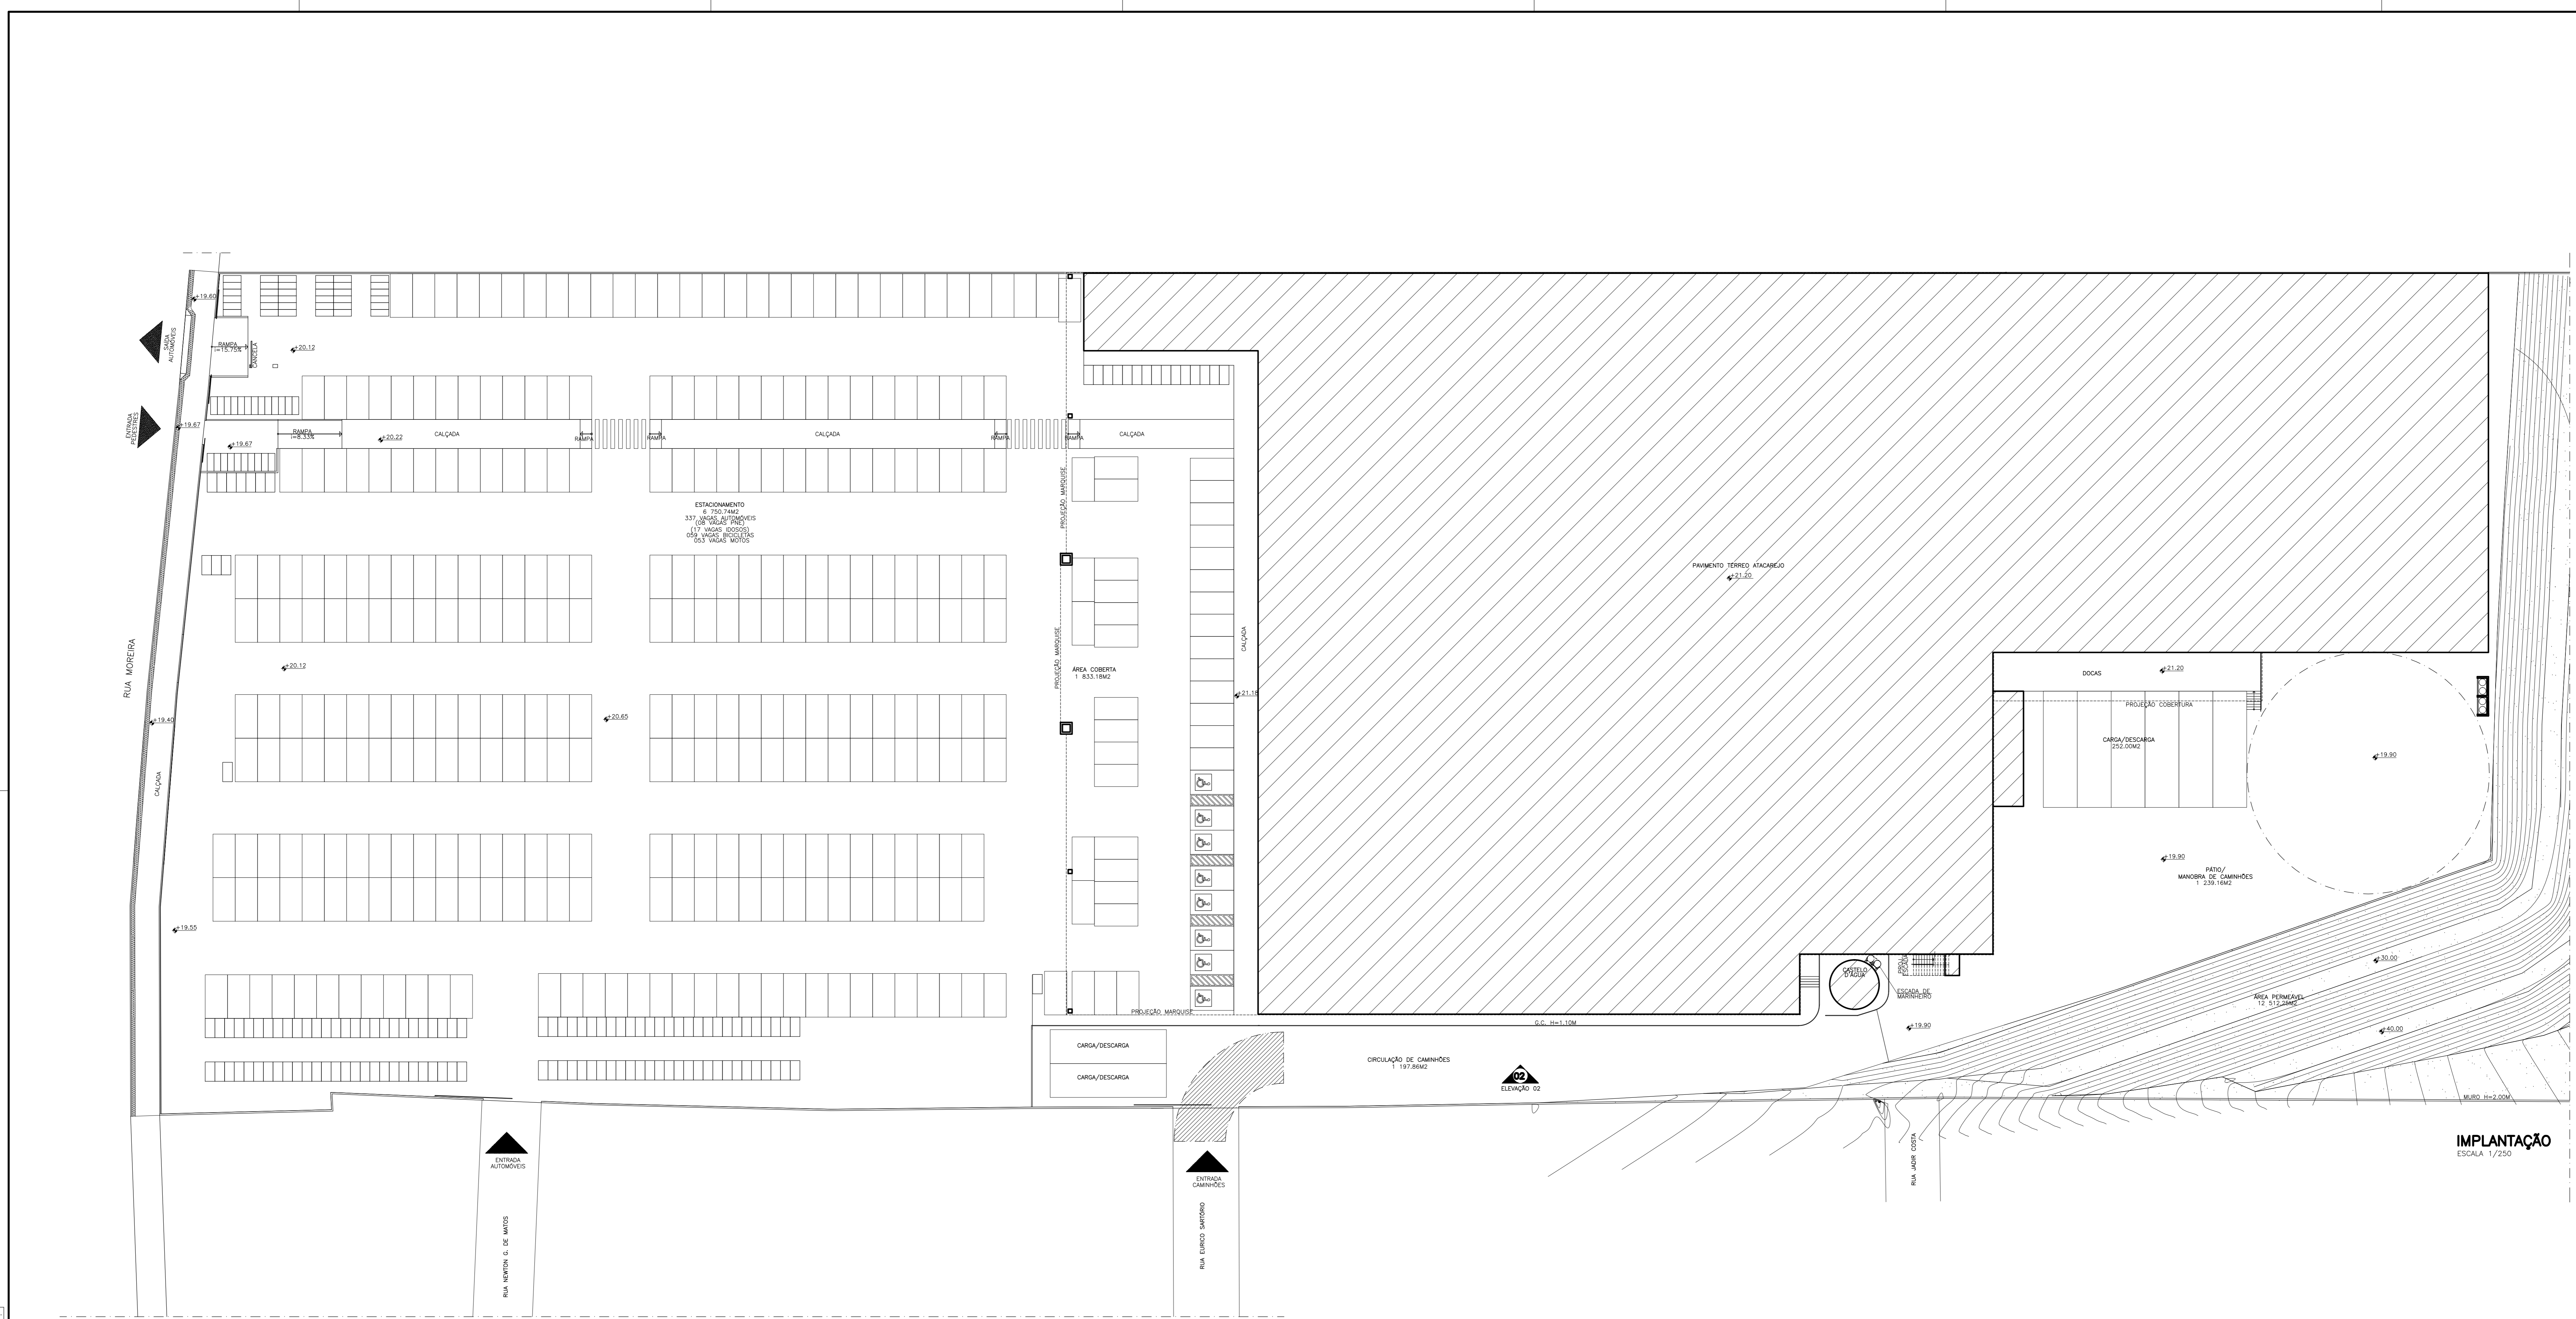 +19.60
SAÍDA
AUTOMÓVEIS
RAMPA
i=15.75%
CANCELA
+20.12
ENTRADA
PEDESTRES
+19.67
+19.67
RAMPA
i=8.33%
+20.22
CALÇADA
RAMPA
RAMPA
CALÇADA
RAMPA
RAMPA
CALÇADA
PROJEÇÃO MARQUISE
ESTACIONAMENTO
6 750.74M2
337 VAGAS AUTOMÓVEIS
(08 VAGAS PNE)
(17 VAGAS IDOSOS)
059 VAGAS BICICLETAS
053 VAGAS MOTOS
PAVIMENTO TÉRREO ATACAREJO
+21.20
RUA MOREIRA
+20.12
PROJEÇÃO MARQUISE
ÁREA COBERTA
1 833.18M2
CALÇADA
+21.18
DOCAS
+21.20
PROJEÇÃO COBERTURA
+19.40
+20.65
CARGA/DESCARGA
252.00M2
+19.90
CALÇADA
+19.90
PÁTIO/
MANOBRA DE CAMINHÕES
1 239.16M2
+19.55
+30.00
CASTELO
D'ÁGUA
PROJ.
ESCADA
ESCADA DE
MARINHEIRO
ÁREA PERMEÁVEL
12 512.25M2
PROJEÇÃO MARQUISE
G.C. H=1.10M
+19.90
+40.00
CARGA/DESCARGA
CARGA/DESCARGA
CIRCULAÇÃO DE CAMINHÕES
1 197.86M2
02
ELEVAÇÃO 02
MURO H=2.00M
ENTRADA
AUTOMÓVEIS
ENTRADA
CAMINHÕES
RUA NEWTON G. DE MATOS
RUA EURICO SARTÓRIO
RUA JADIR COSTA
IMPLANTAÇÃO
ESCALA 1/250